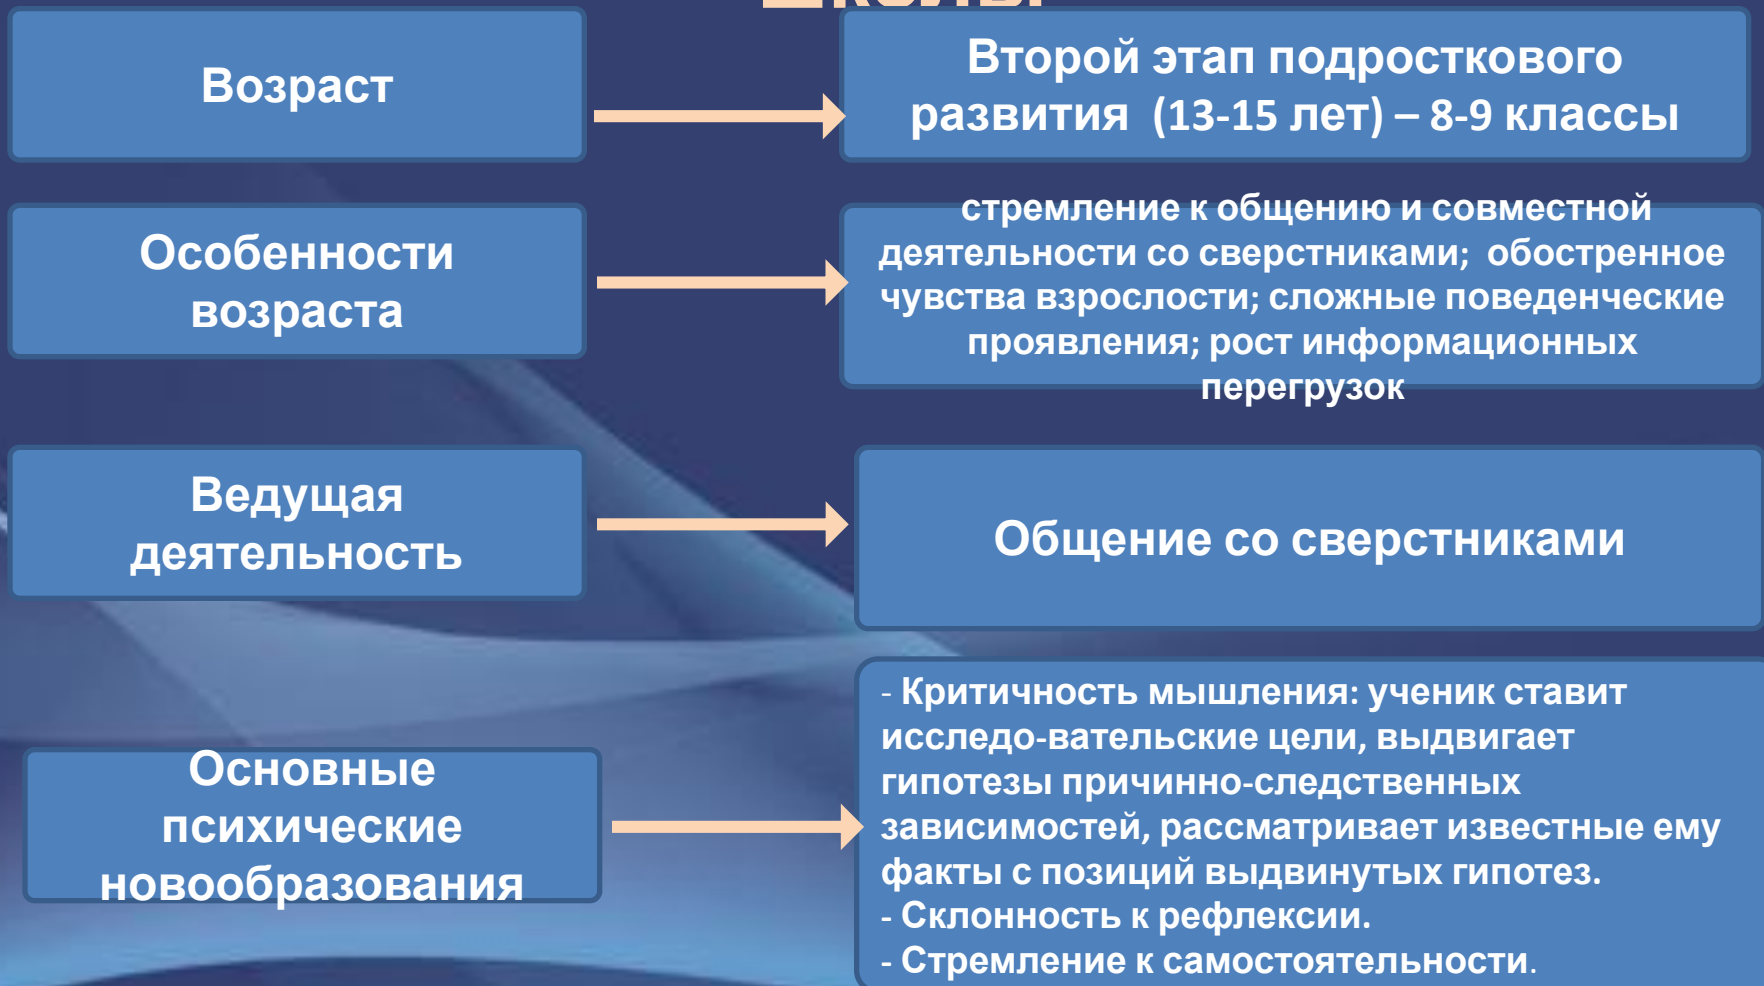 Возраст
Второй этап подросткового
развития (13-15 лет) – 8-9 классы
Особенности
возраста
стремление к общению и совместной
деятельности со сверстниками; обостренное
чувства взрослости; сложные поведенческие
проявления; рост информационных
перегрузок
Ведущая
деятельность
Общение со сверстниками
Основные
психические
новообразования
- Критичность мышления: ученик ставит
исследо-вательские цели, выдвигает
гипотезы причинно-следственных
зависимостей, рассматривает известные ему
факты с позиций выдвинутых гипотез.
- Склонность к рефлексии.
- Стремление к самостоятельности.